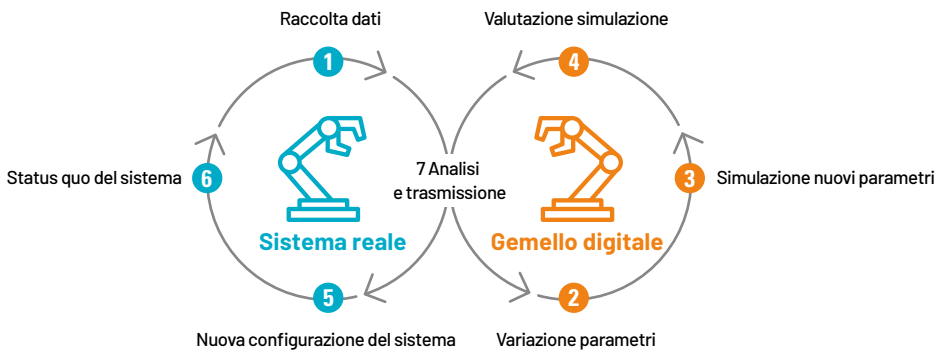 Raccolta dati
Valutazione simulazione
1
4
Status quo del sistema
6
7 Analisi
e trasmissione
3
Simulazione nuovi parametri
Sistema reale
Gemello digitale
5
2
Nuova configurazione del sistema
Variazione parametri